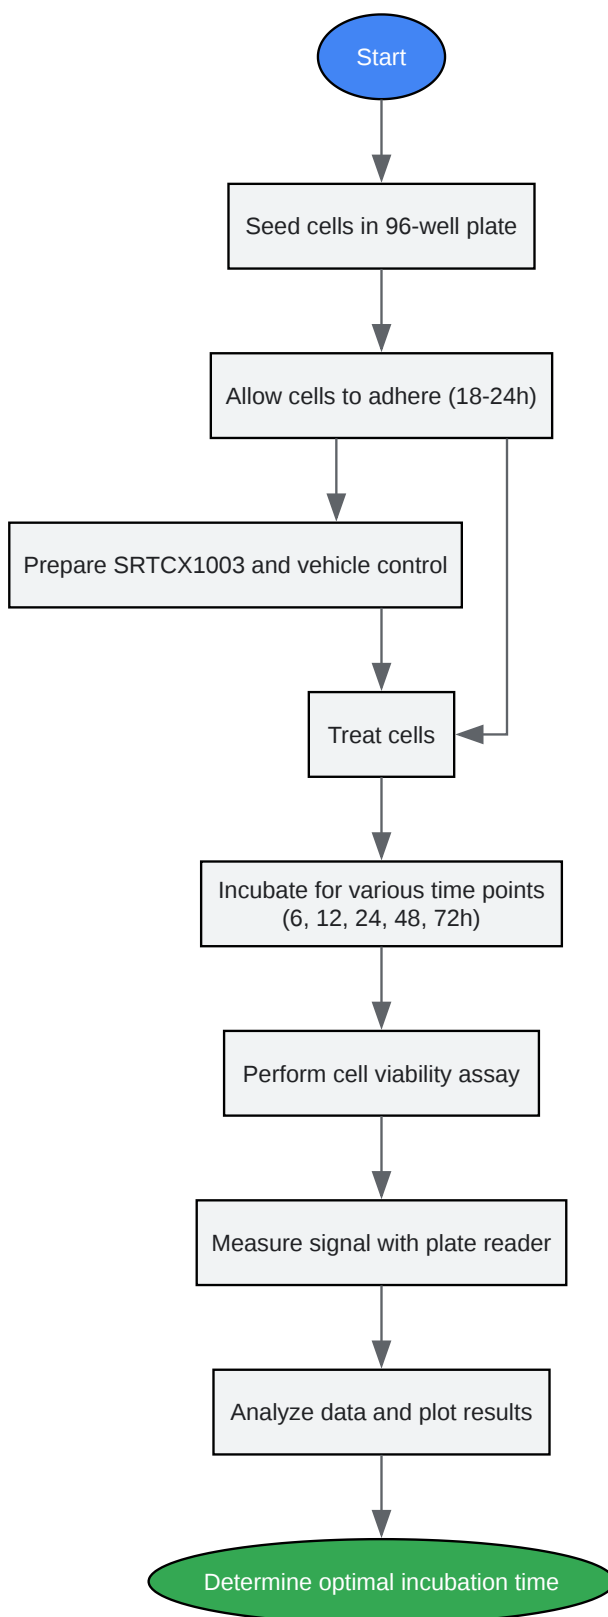 Start
Seed cells in 96-well plate
Allow cells to adhere (18-24h)
Prepare SRTCX1003 and vehicle control
Treat cells
Incubate for various time points
(6, 12, 24, 48, 72h)
Perform cell viability assay
Measure signal with plate reader
Analyze data and plot results
Determine optimal incubation time